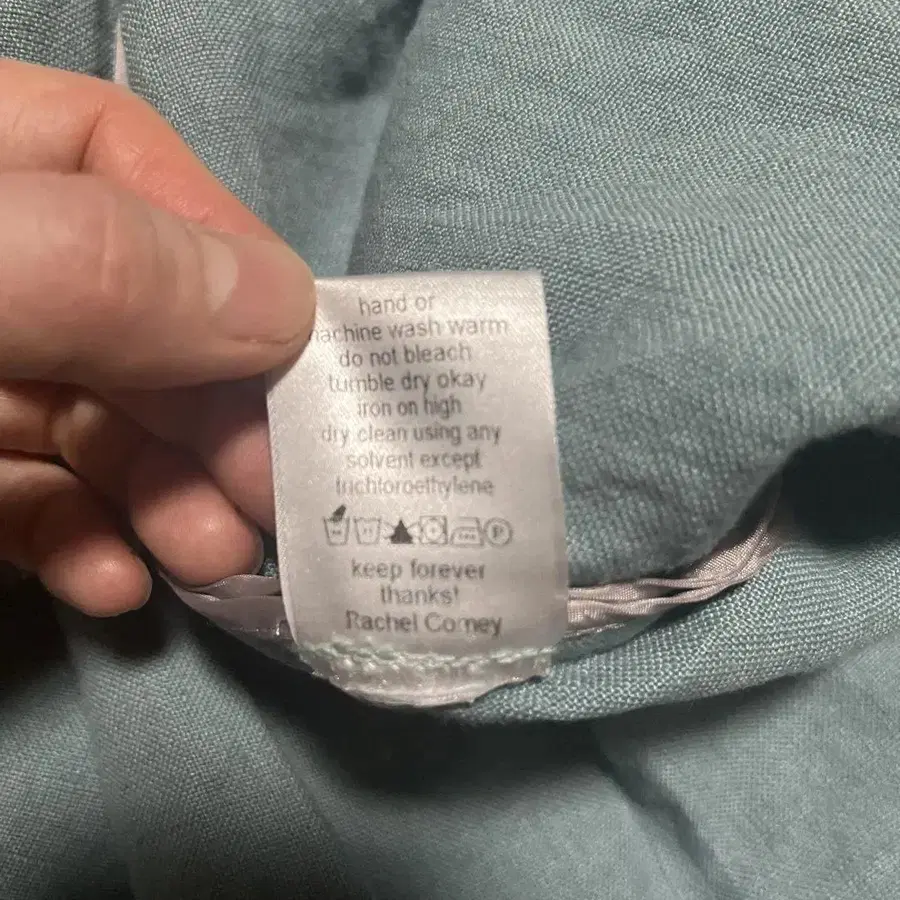 hand or
achine wash warm
do not bleach
tumble dry okay
iron on high
dry clean using any
solvent except
trichloroethylene
P
keep forever
thanks!
Rachel Comey